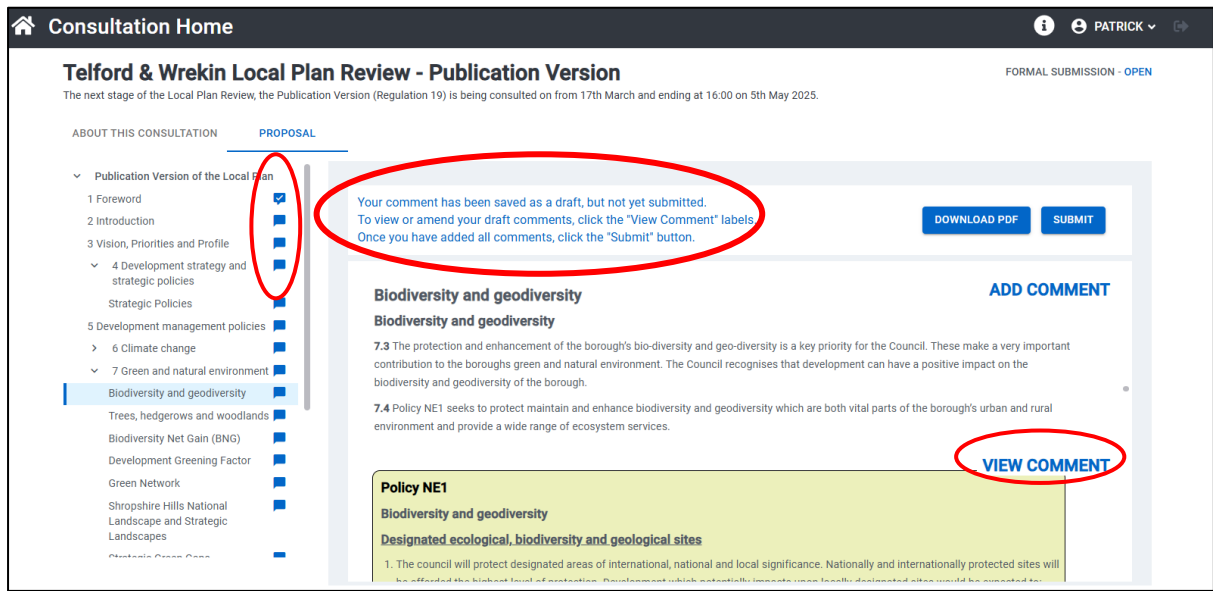 Consultation Home
PATRICK
Telford & Wrekin Local Plan Review - Publication Version
FORMAL SUBMISSION - OPEN
The next stage of the Local Plan Review, the Publication Version (Regulation 19) is being consulted on from 17th March and ending at 16:00 on 5th May 2025.
ABOUT THIS CONSULTATION
PROPOSAL
Publication Version of the Local Plan
1 Foreword
2 Introduction
3 Vision, Priorities and Profile
4 Development strategy and
strategic policies
Strategic Policies
5 Development management policies
6 Climate change
7 Green and natural environment
Biodiversity and geodiversity
Trees, hedgerows and woodlands
Biodiversity Net Gain (BNG)
Development Greening Factor
Green Network
Shropshire Hills National
Landscape and Strategic
Landscapes
Your comment has been saved as a draft, but not yet submitted.
To view or amend your draft comments, click the "View Comment" labels.
Once you have added all comments, click the "Submit" button.
DOWNLOAD PDF
SUBMIT
ADD COMMENT
Biodiversity and geodiversity
Biodiversity and geodiversity
7.3 The protection and enhancement of the borough's bio-diversity and geo-diversity is a key priority for the Council. These make a very important
contribution to the boroughs green and natural environment. The Council recognises that development can have a positive impact on the
biodiversity and geodiversity of the borough.
7.4 Policy NE1 seeks to protect maintain and enhance biodiversity and geodiversity which are both vital parts of the borough's urban and rural
environment and provide a wide range of ecosystem services.
VIEW COMMENT
Policy NE1
Biodiversity and geodiversity
Designated ecological, biodiversity and geological sites
1. The council will protect designated areas of international, national and local significance. Nationally and internationally protected sites will